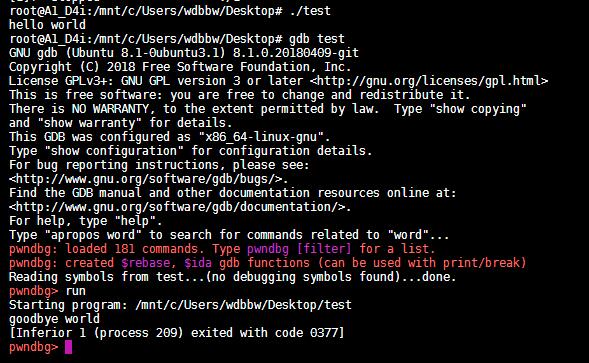 root@A1_D4i:/mnt/c/Users/wdbbw/Desktop# ./test
hello world
root@A1_D4i:/mnt/c/Users/wdbbw/Desktop# gdb test
GNU gdb (Ubuntu 8.1-0ubuntu3.1) 8.1.0.20180409-git
Copyright (C) 2018 Free Software Foundation, Inc.
License GPLv3+: GNU GPL version 3 or later <http://gnu.org/licenses/gpl.html>
This is free software: you are free to change and redistribute it.
There is NO WARRANTY, to the extent permitted by law.  Type "show copying"
and "show warranty" for details.
This GDB was configured as "x86_64-linux-gnu".
Type "show configuration" for configuration details.
For bug reporting instructions, please see:
<http://www.gnu.org/software/gdb/bugs/>.
Find the GDB manual and other documentation resources online at:
<http://www.gnu.org/software/gdb/documentation/>.
For help, type "help".
Type "apropos word" to search for commands related to "word"...
pwndbg: loaded 181 commands. Type pwndbg [filter] for a list.
pwndbg: created $rebase, $ida gdb functions (can be used with print/break)
Reading symbols from test...(no debugging symbols found)...done.
pwndbg> run
Starting program: /mnt/c/Users/wdbbw/Desktop/test
goodbye world
[Inferior 1 (process 209) exited with code 0377]
pwndbg>